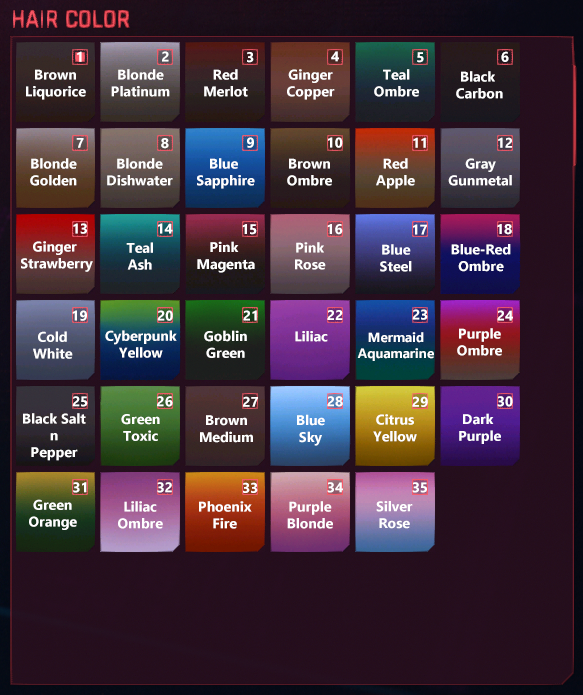 HAIR COLOR
1
Brown
Liquorice
2
Blonde
Platinum
3
Red
Merlot
4
Ginger
Copper
5
Teal
Ombre
6
Black
Carbon
7
Blonde
Golden
8
Blonde
Dishwater
9
Blue
Sapphire
10
Brown
Ombre
11
Red
Apple
12
Gray
Gunmetal
13
Ginger
Strawberry
14
Teal
Ash
15
Pink
Magenta
16
Pink
Rose
17
Blue
Steel
18
Blue-Red
Ombre
19
Cold
White
20
Cyberpunk
Yellow
21
Goblin
Green
22
Liliac
23
Mermaid
Aquamarine
24
Purple
Ombre
25
Black Salt
n
Pepper
26
Green
Toxic
27
Brown
Medium
28
Blue
Sky
29
Citrus
Yellow
30
Dark
Purple
31
Green
Orange
32
Liliac
Ombre
33
Phoenix
Fire
34
Purple
Blonde
35
Silver
Rose